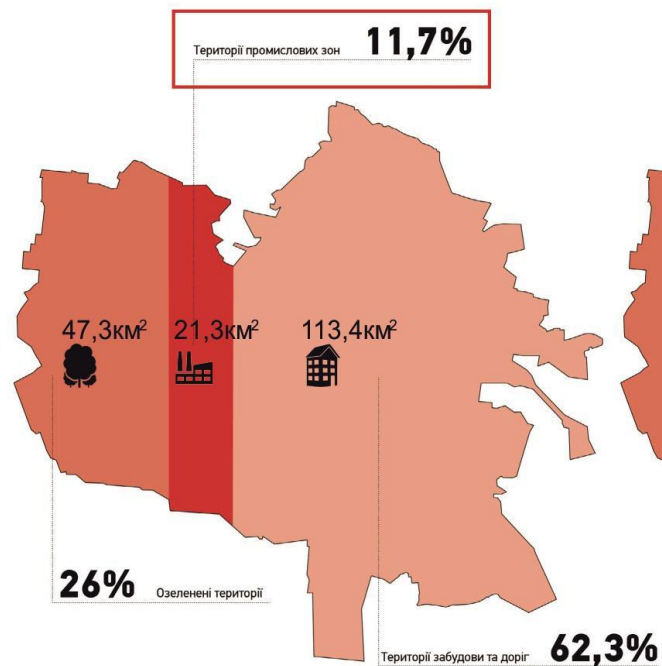 Території промислових зон 11,7%
47,3км² 21,3км² 113,4км²
26% Озеленені території
Території забудови та доріг 62,3%